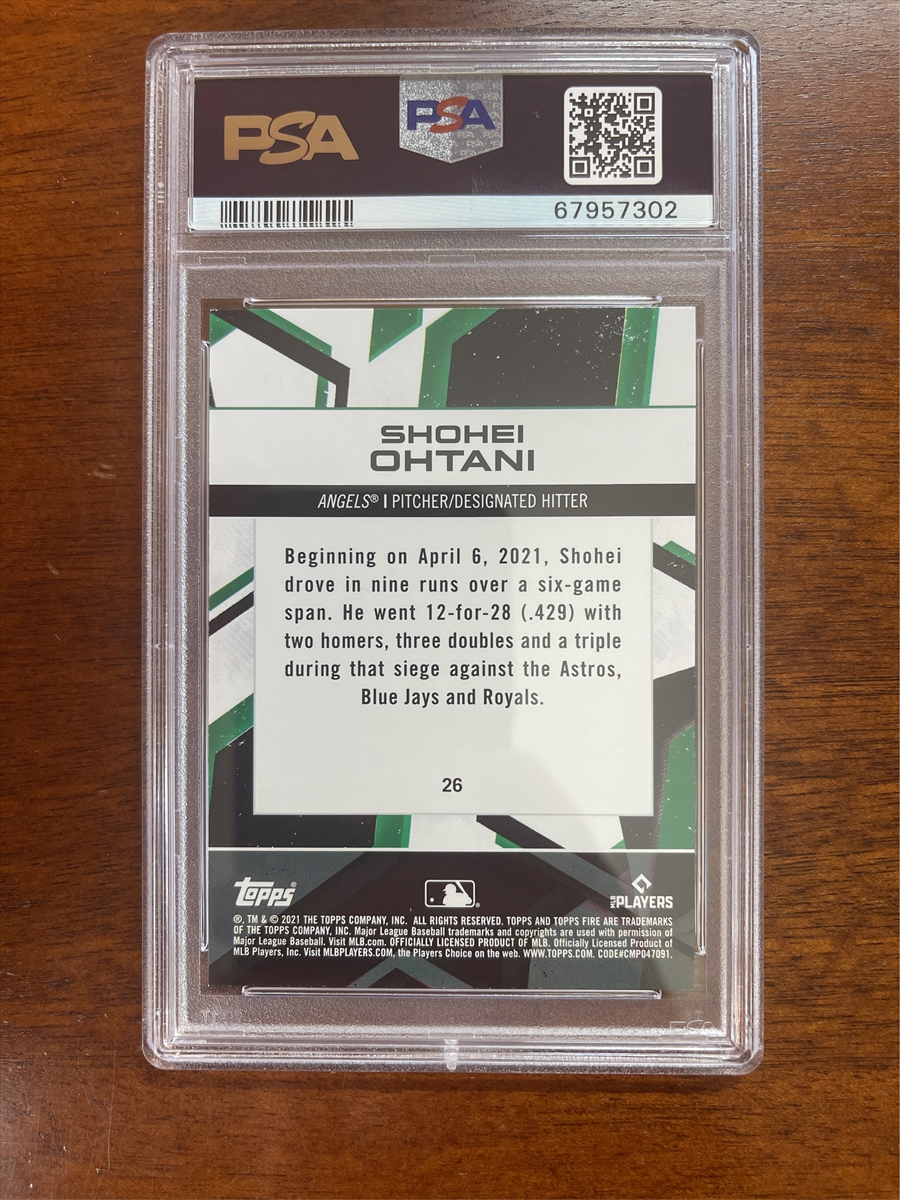 PSA
PSA
67957302
SHOHEI
OHTANI
ANGELS® | PITCHER/DESIGNATED HITTER
Beginning on April 6, 2021, Shohei
drove in nine runs over a six-game
span. He went 12-for-28 (.429) with
two homers, three doubles and a triple
during that siege against the Astros,
Blue Jays and Royals.
26
topps®
MLB PLAYERS
®, TM & © 2021 THE TOPPS COMPANY, INC. ALL RIGHTS RESERVED. TOPPS AND TOPPS FIRE ARE TRADEMARKS
OF THE TOPPS COMPANY, INC. Major League Baseball trademarks and copyrights are used with permission of
Major League Baseball. Visit MLB.com. OFFICIALLY LICENSED PRODUCT OF MLB. Officially Licensed Product of
MLB Players, Inc. Visit MLBPLAYERS.COM, the Players Choice on the web. WWW.TOPPS.COM. CODE#CMP047091.
PSA